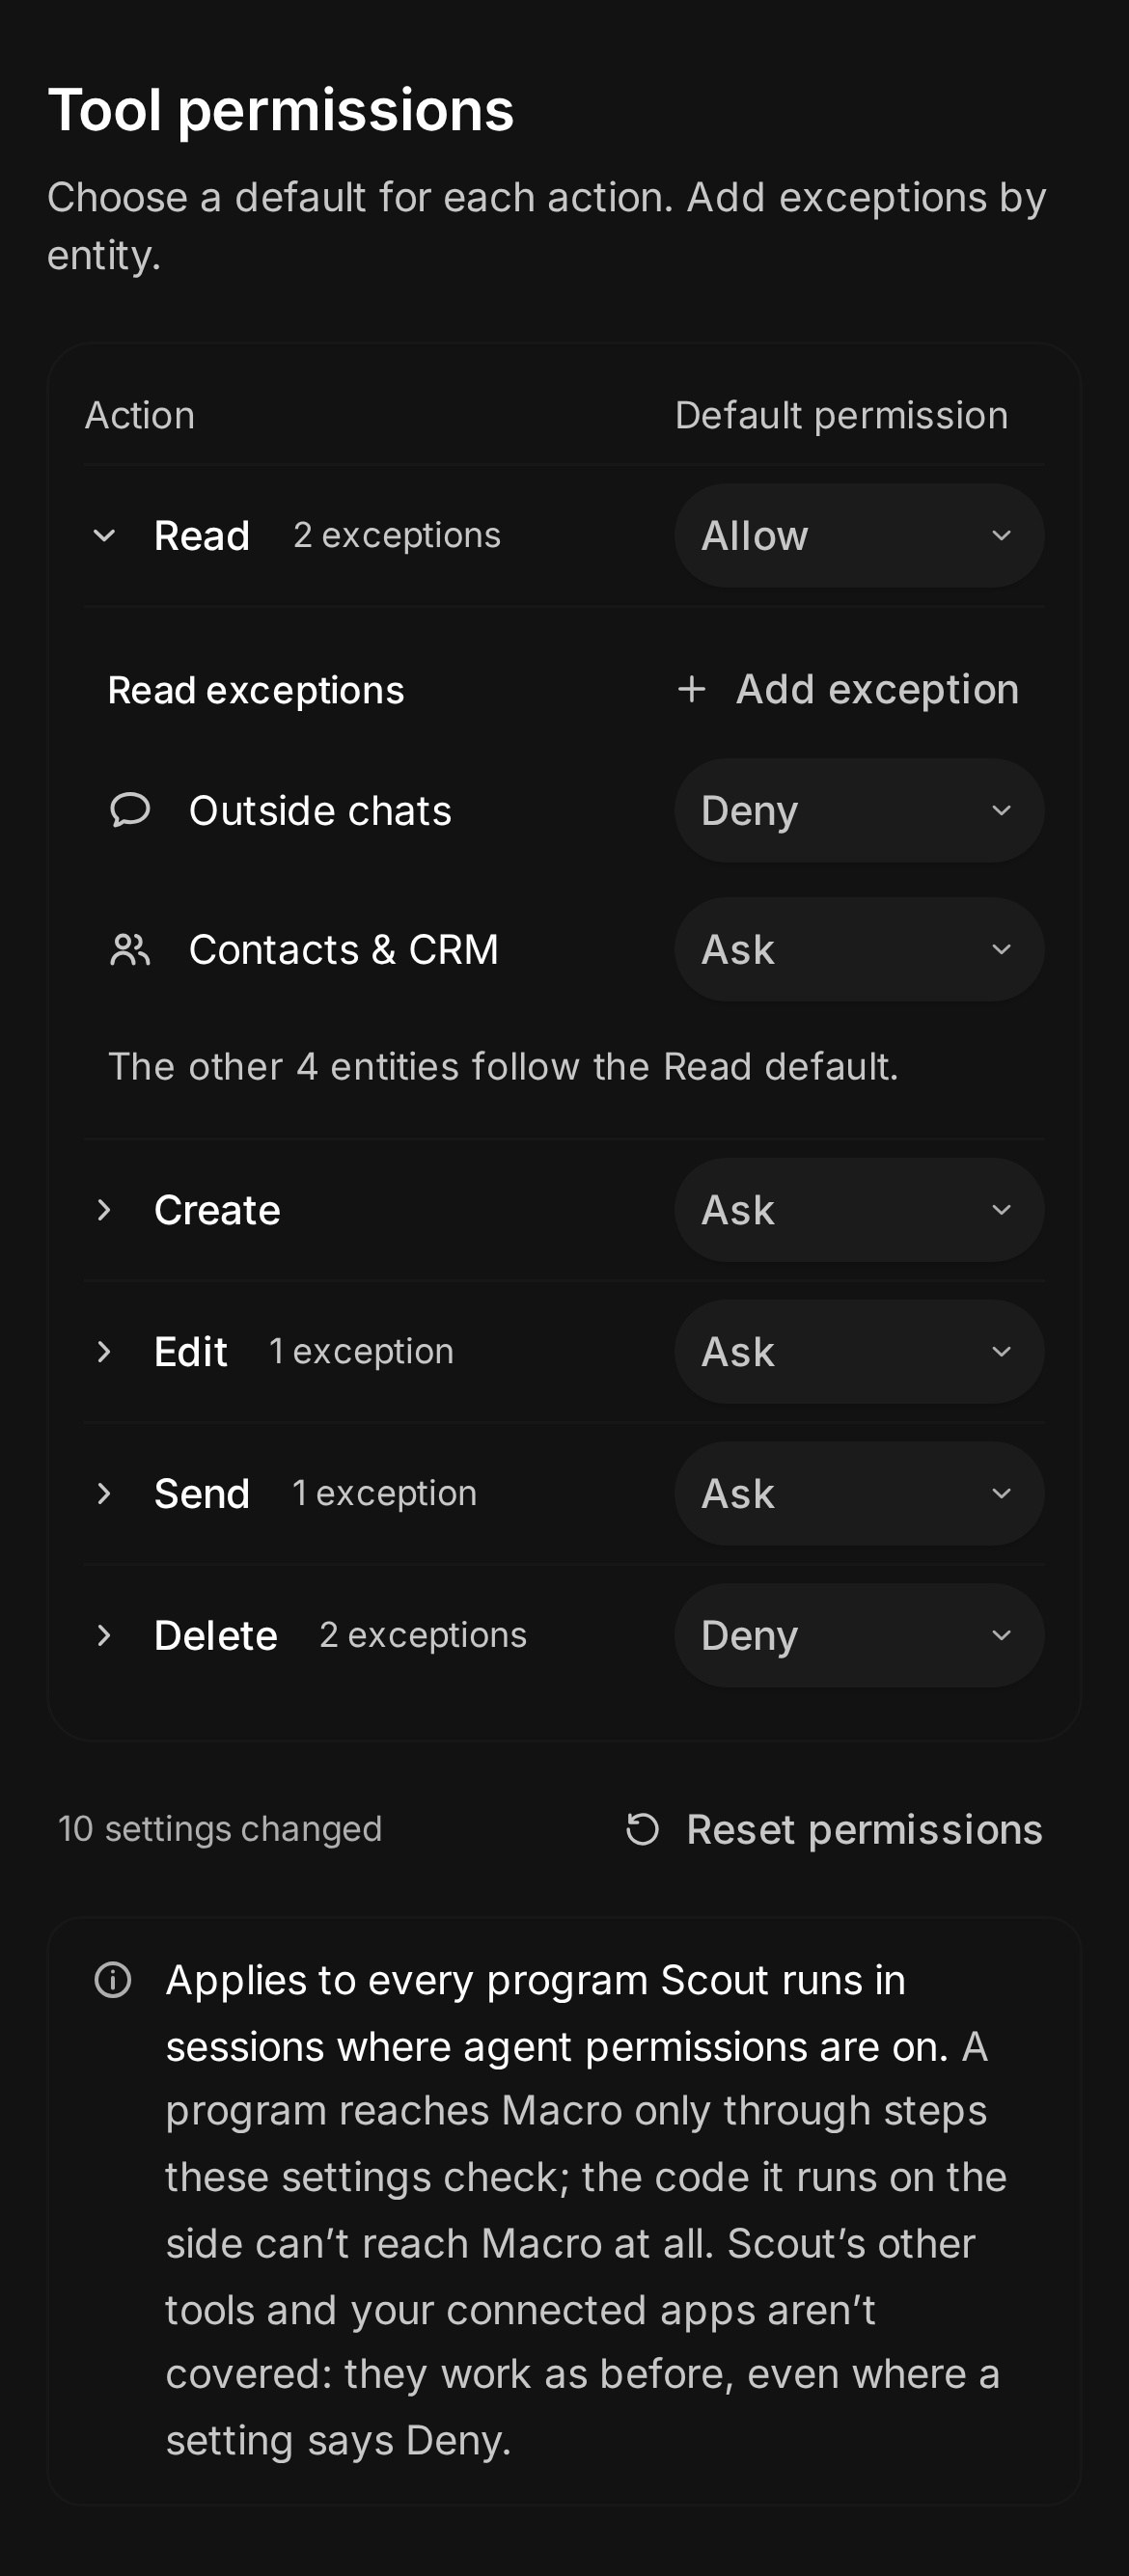 Tool permissions
Choose a default for each action. Add exceptions by
entity.
Action Default permission
Read 2 exceptions Allow
Read exceptions Add exception
Outside chats Deny
Contacts & CRM Ask
The other 4 entities follow the Read default.
Create Ask
Edit 1 exception Ask
Send 1 exception Ask
Delete 2 exceptions Deny
10 settings changed Reset permissions
Applies to every program Scout runs in
sessions where agent permissions are on. A
program reaches Macro only through steps
these settings check; the code it runs on the
side can’t reach Macro at all. Scout’s other
tools and your connected apps aren’t
covered: they work as before, even where a
setting says Deny.